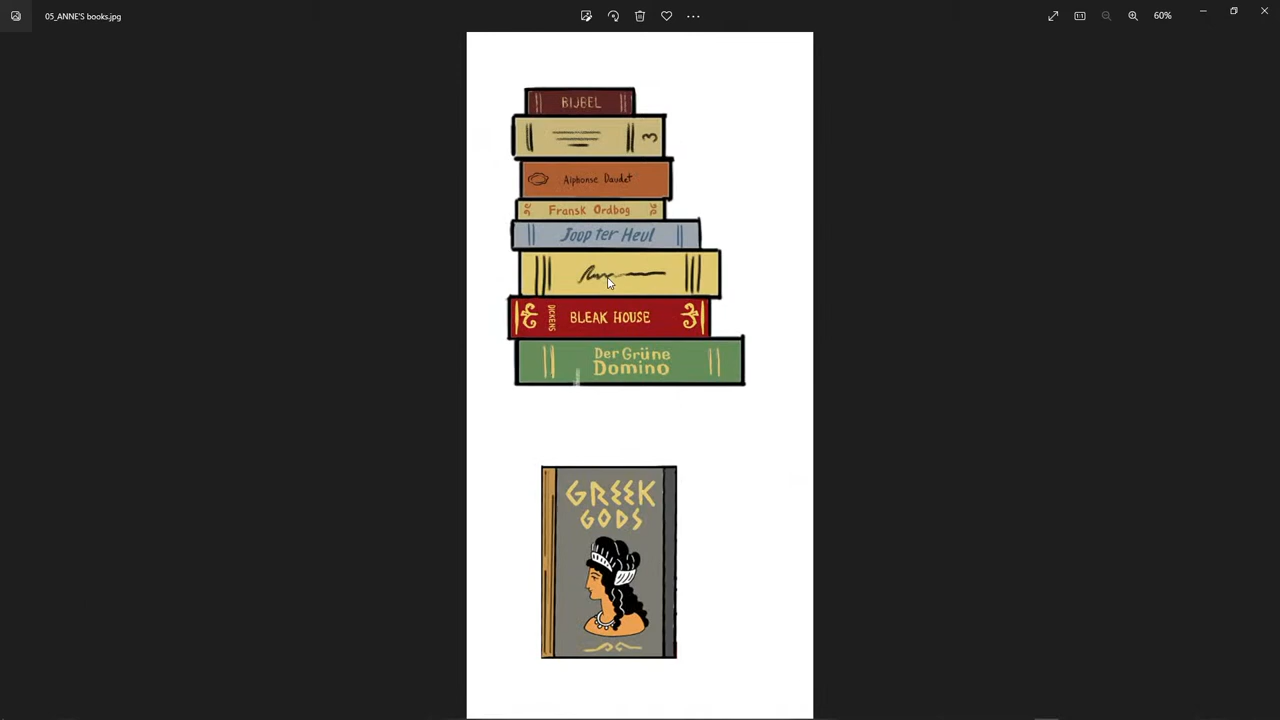 05_ANNE'S books.jpg
60%
BIJBEL
3
Alphonse Daudet
Fransk Ordbog
Joop ter Heul
DICKENS
BLEAK HOUSE
Der Grüne
Domino
GREEK
GODS